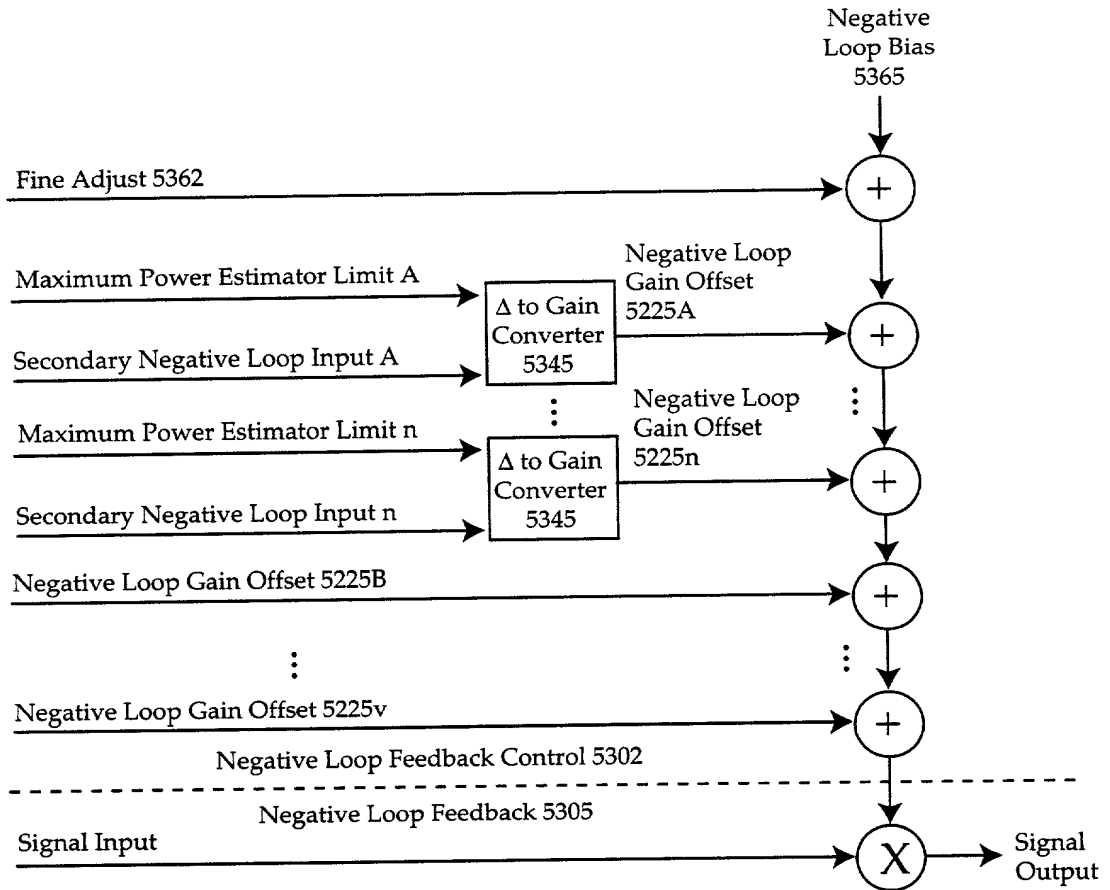 Negative
Loop Bias
5365
Fine Adjust 5362
+
Maximum Power Estimator Limit A
Secondary Negative Loop Input A
Δ to Gain
Converter
5345
Negative Loop
Gain Offset
5225A
+
Maximum Power Estimator Limit n
Secondary Negative Loop Input n
Δ to Gain
Converter
5345
Negative Loop
Gain Offset
5225n
+
Negative Loop Gain Offset 5225B
+
Negative Loop Gain Offset 5225v
+
Negative Loop Feedback Control 5302
Negative Loop Feedback 5305
Signal Input
X
Signal
Output